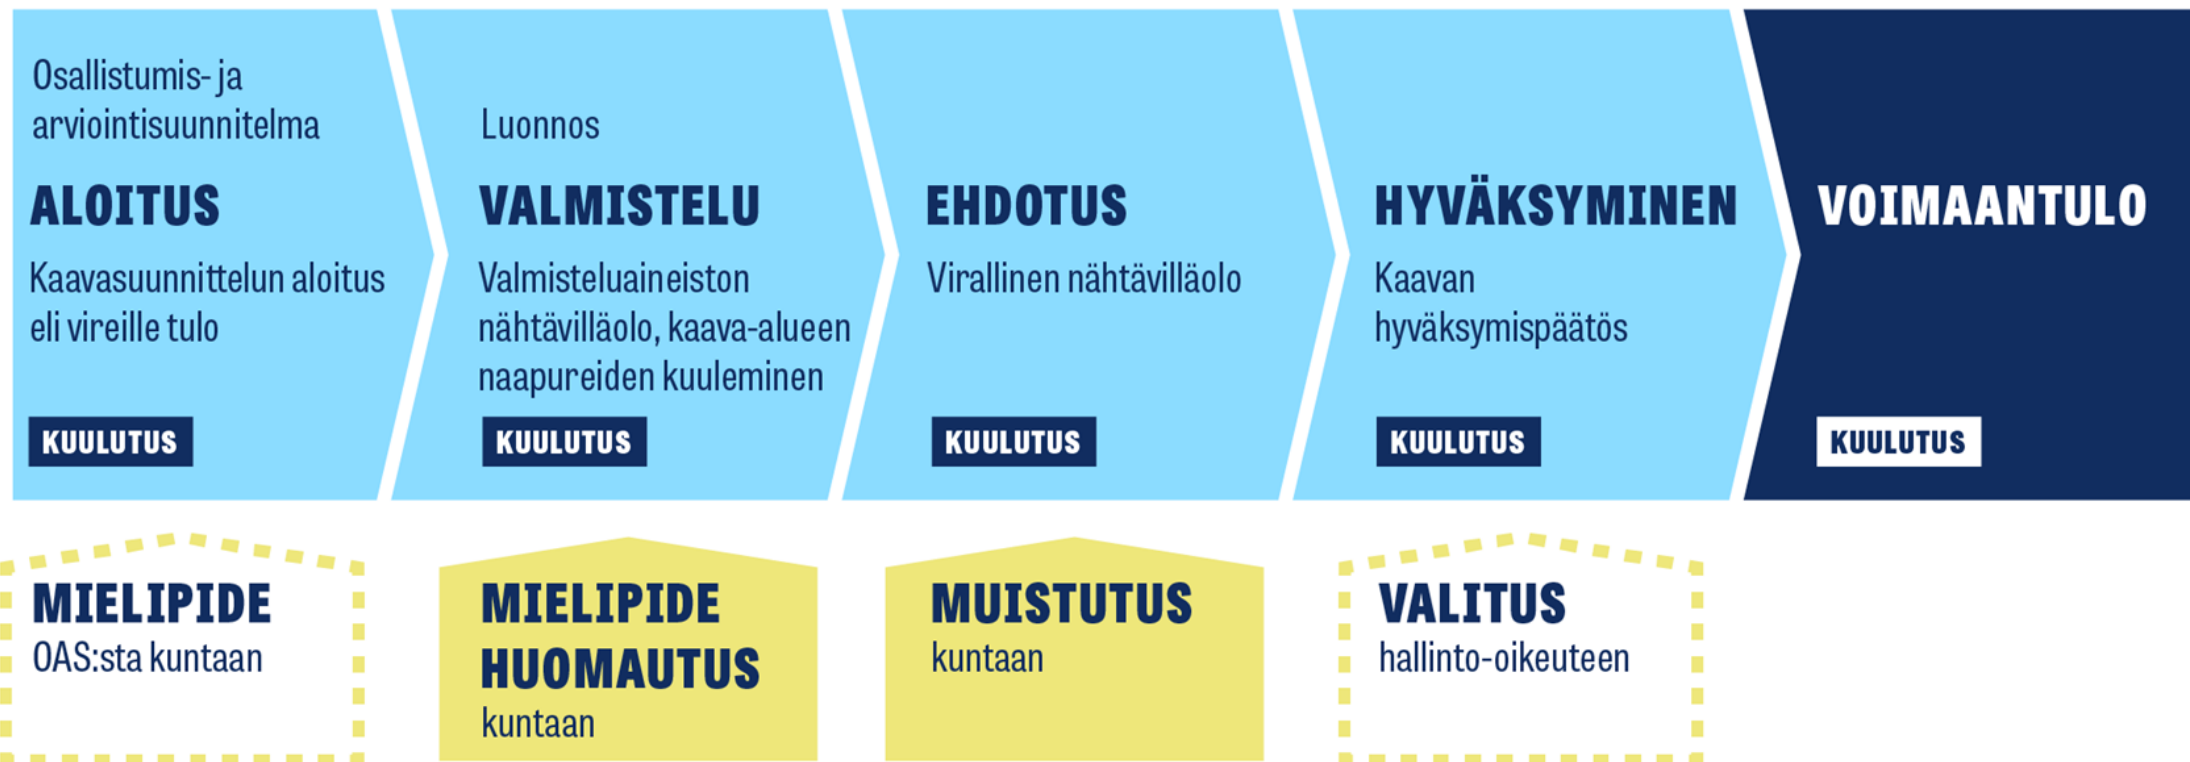 Osallistumis- ja
arviointisuunnitelma
ALOITUS
Kaavasuunnittelun aloitus
eli vireille tulo
KUULUTUS
Luonnos
VALMISTELU
Valmisteluaineiston
nähtävilläolo, kaava-alueen
naapureiden kuuleminen
KUULUTUS
EHDOTUS
Virallinen nähtävilläolo
KUULUTUS
HYVÄKSYMINEN
Kaavan
hyväksymispäätös
KUULUTUS
VOIMAANTULO
KUULUTUS
MIELIPIDE
OAS:sta kuntaan
MIELIPIDE
HUOMAUTUS
kuntaan
MUISTUTUS
kuntaan
VALITUS
hallinto-oikeuteen